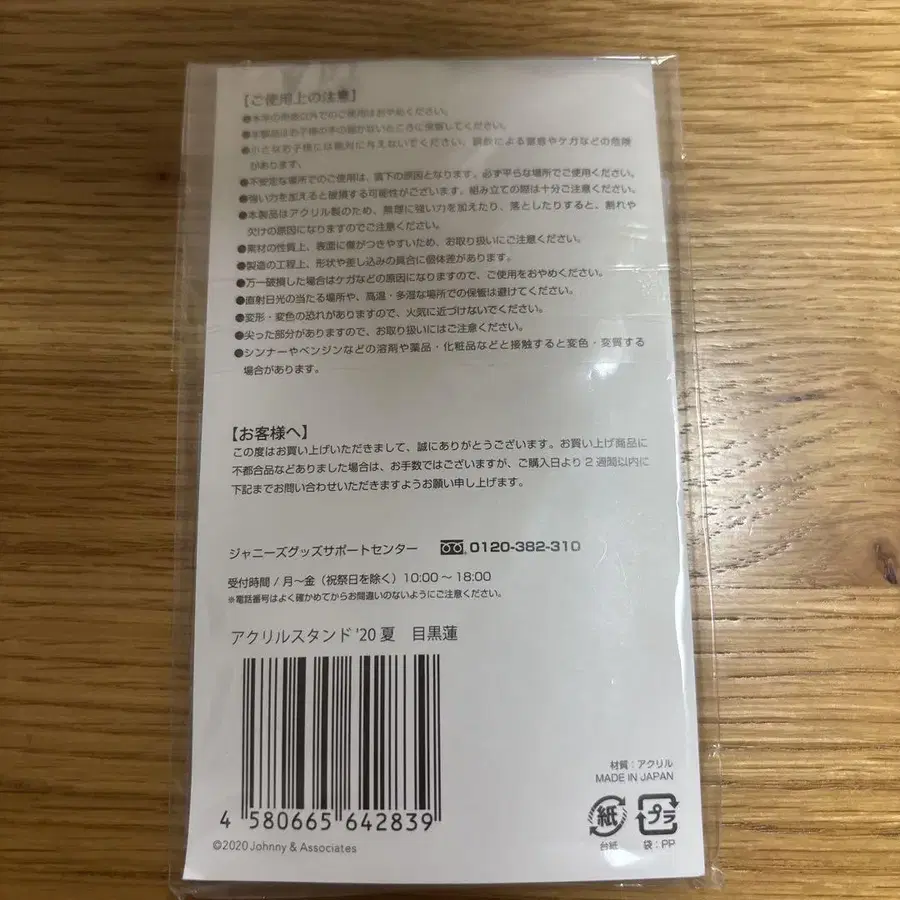 【ご使用上の注意】
●本来の用途以外でのご使用はおやめください。
●本製品はお子様の手の届かないところに保管してください。
●小さなお子様には絶対に与えないでください。誤飲による窒息やケガなどの危険
があります。
●不安定な場所でのご使用は、落下の原因となります。必ず平らな場所でご使用ください。
●強い力を加えると破損する可能性がございます。組み立ての際は十分ご注意ください。
●本製品はアクリル製のため、無理に強い力を加えたり、落としたりすると、割れや
欠けの原因になりますのでご注意ください。
●素材の性質上、表面に傷がつきやすいため、お取り扱いにご注意ください。
●製造の工程上、形状や差し込みの具合に個体差があります。
●万一破損した場合はケガなどの原因になりますので、ご使用をおやめください。
●直射日光の当たる場所や、高温・多湿な場所での保管は避けてください。
●変形・変色の恐れがありますので、火気に近づけないでください。
●尖った部分がありますので、お取り扱いにはご注意ください。
●シンナーやベンジンなどの溶剤や薬品・化粧品などと接触すると変色・変質する
場合があります。
【お客様へ】
この度はお買い上げいただきまして、誠にありがとうございます。お買い上げ商品に
不都合品などありました場合は、お手数ではございますが、ご購入日より2週間以内に
下記までお問い合わせいただきますようお願い申し上げます。
ジャニーズグッズサポートセンター 0120-382-310
受付時間/月〜金(祝祭日を除く)10:00〜18:00
※電話番号はよく確かめてからお間違いのないようにご注意ください。
アクリルスタンド '20 夏 目黒蓮
4 580665 642839
©2020 Johnny & Associates
材質:アクリル
MADE IN JAPAN
紙 プラ
台紙 袋:PP